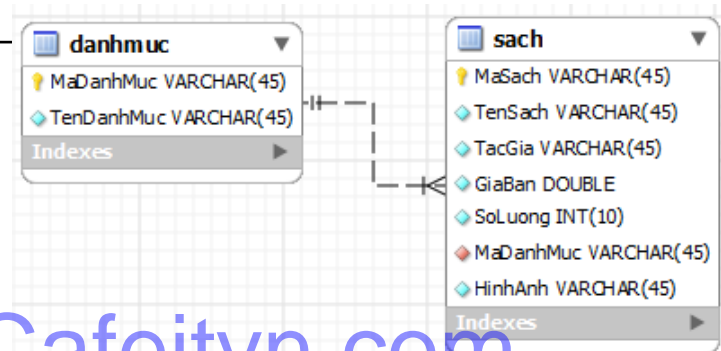 danhmuc
MaDanhMuc VARCHAR(45)
TenDanhMuc VARCHAR(45)
Indexes
sach
MaSach VARCHAR(45)
TenSach VARCHAR(45)
TacGia VARCHAR(45)
GiaBan DOUBLE
SoLuong INT(10)
MaDanhMuc VARCHAR(45)
HinhAnh VARCHAR(45)
Indexes